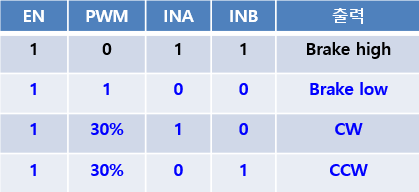 EN PWM INA INB 출력
1 0 1 1 Brake high
1 1 0 0 Brake low
1 30% 1 0 CW
1 30% 0 1 CCW